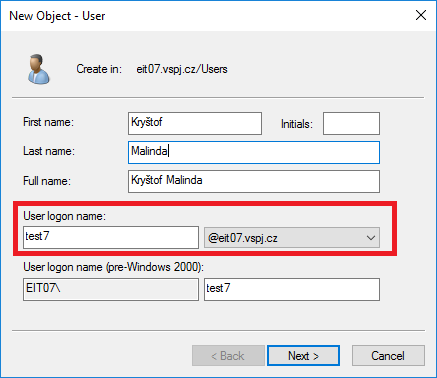 New Object - User
Create in: eit07.vspj.cz/Users
First name: Kryštof Initials:
Last name: Malinda
Full name: Kryštof Malinda
User logon name:
test7 @eit07.vspj.cz
User logon name (pre-Windows 2000):
EIT07\ test7
< Back Next > Cancel